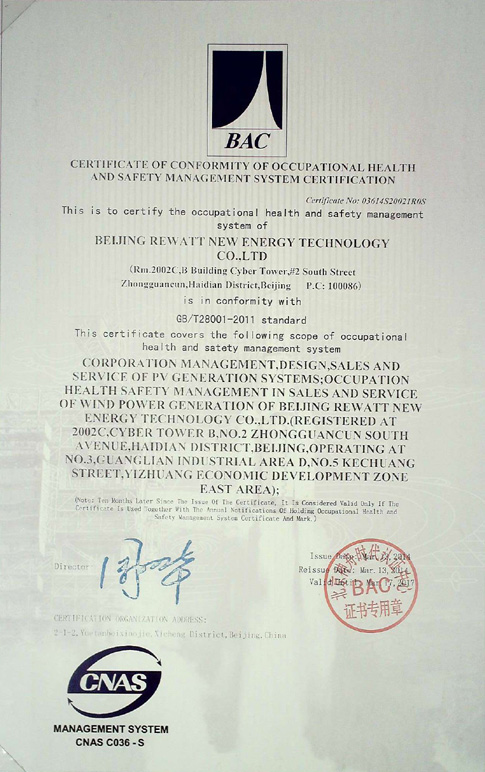 BAC
CERTIFICATE OF CONFORMITY OF OCCUPATIONAL HEALTH
AND SAFETY MANAGEMENT SYSTEM CERTIFICATION
Certificate No: 03614S20021R0S
This is to certify the occupational health and safety management
system of
BEIJING REWATT NEW ENERGY TECHNOLOGY
CO.,LTD
(Rm.2002C,B Building Cyber Tower,#2 South Street
Zhongguancun,Haidian District,Beijing P.C: 100086)
is in conformity with
GB/T28001-2011 standard
This certificate covers the following scope of occupational
health and satety management system
CORPORATION MANAGEMENT,DESIGN,SALES AND
SERVICE OF PV GENERATION SYSTEMS;OCCUPATION
HEALTH SAFETY MANAGEMENT IN SALES AND SERVICE
OF WIND POWER GENERATION OF BEIJING REWATT NEW
ENERGY TECHNOLOGY CO.,LTD.(REGISTERED AT
2002C,CYBER TOWER B,NO.2 ZHONGGUANCUN SOUTH
AVENUE,HAIDIAN DISTRICT.BEIJING,OPERATING AT
NO.3,GUANGLIAN INDUSTRIAL AREA D,NO.5 KECHUANG
STREET,YIZHUANG ECONOMIC DEVELOPMENT ZONE
EAST AREA);
(Note: Ten Months Later Since The Issue Of The Certificate, It Is Considered Valid Only If The
Certificate Is Used Together With The Annual Notifications Of Holding Occupational Health and
Safety Management System Certificate And Mark.)
Issue Date: Mar. 2014
Reissue Date: Mar.13,2014
Valid Until: Mar. 2017
Director
BAC
证书专用章
CERTIFICATION ORGANIZATION ADDRESS:
2-1-2, Yuetanbeixiaojie, Xicheng District, Beijing, China
CNAS
MANAGEMENT SYSTEM
CNAS C036 - S